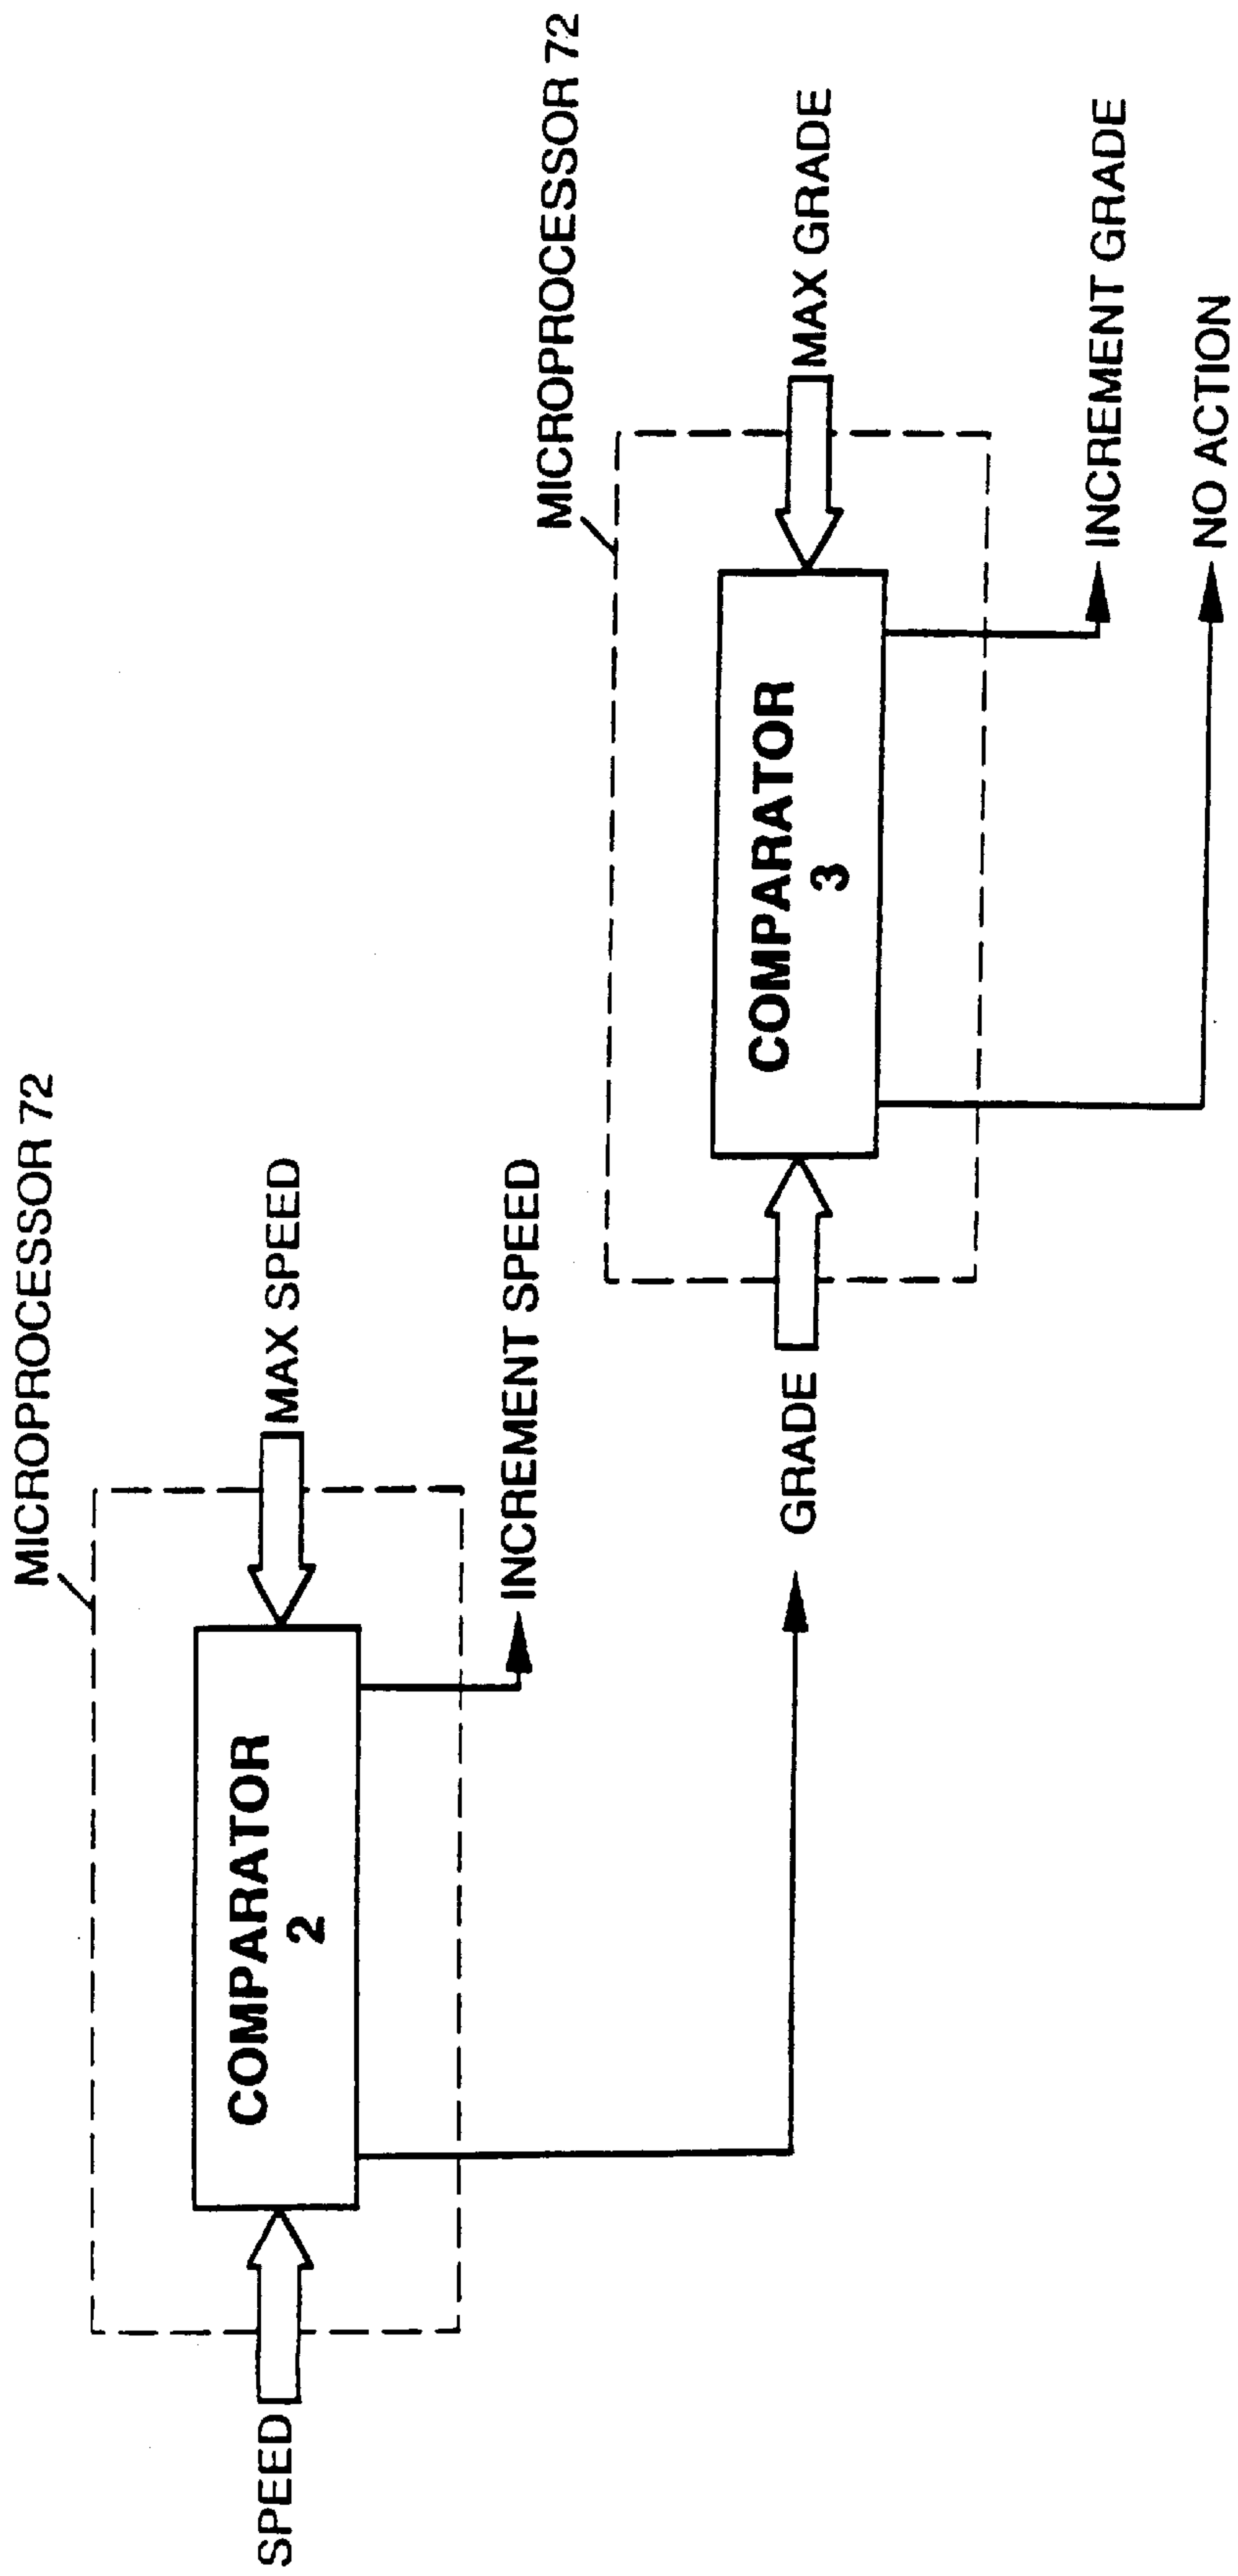 MICROPROCESSOR 72
SPEED
COMPARATOR
2
MAX SPEED
INCREMENT SPEED
MICROPROCESSOR 72
GRADE
COMPARATOR
3
MAX GRADE
INCREMENT GRADE
NO ACTION